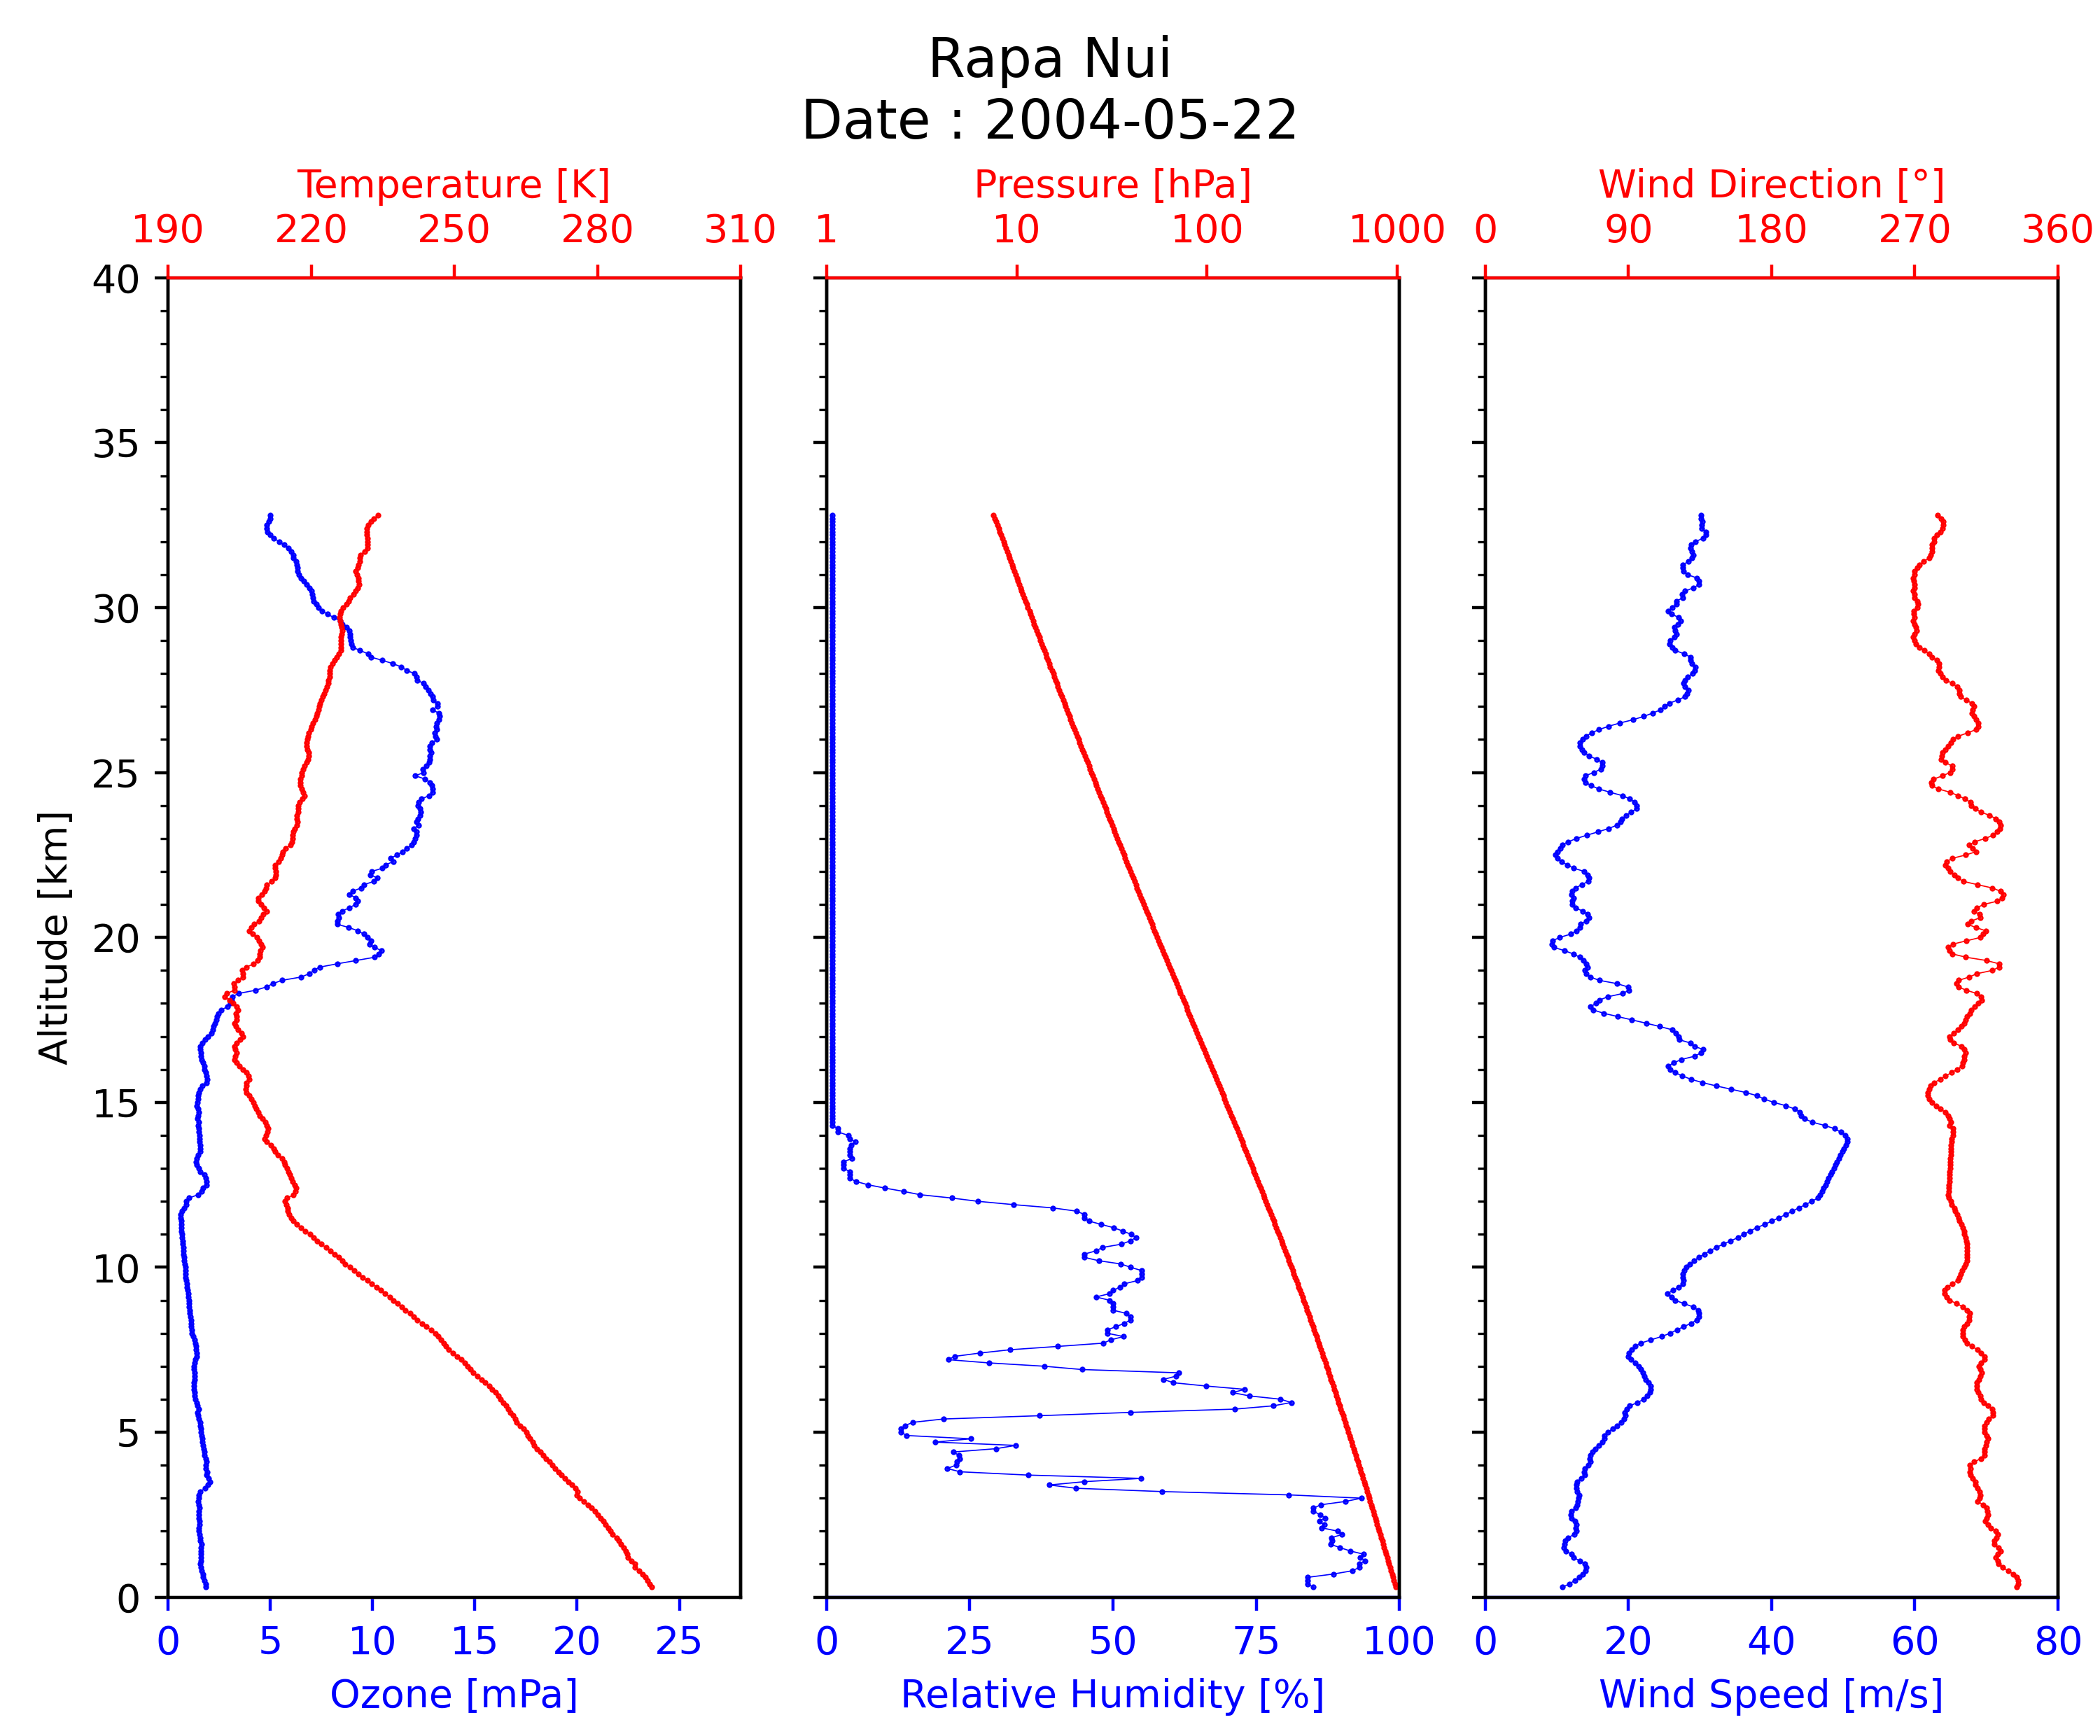 Rapa Nui
Date : 2004-05-22
Temperature [K]
190 220 250 280 310
Pressure [hPa]
1 10 100 1000
Wind Direction [°]
0 90 180 270 360
Altitude [km]
40
35
30
25
20
15
10
5
0
0 5 10 15 20 25
Ozone [mPa]
0 25 50 75 100
Relative Humidity [%]
0 20 40 60 80
Wind Speed [m/s]